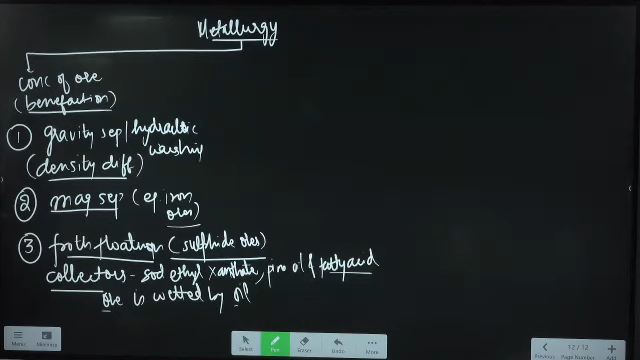 Metallurgy
conc of ore
(benefaction)
1 gravity sep/hydraulic
washing
(density diff)
2 mag sep (eg. iron
ores)
3 froth floatation (sulphide ores)
collectors - sod ethyl xanthate, pine oil & fatty acid
ore is wetted by oil
Menu Minimize Select Pen Eraser Undo More 12/12 Previous Add